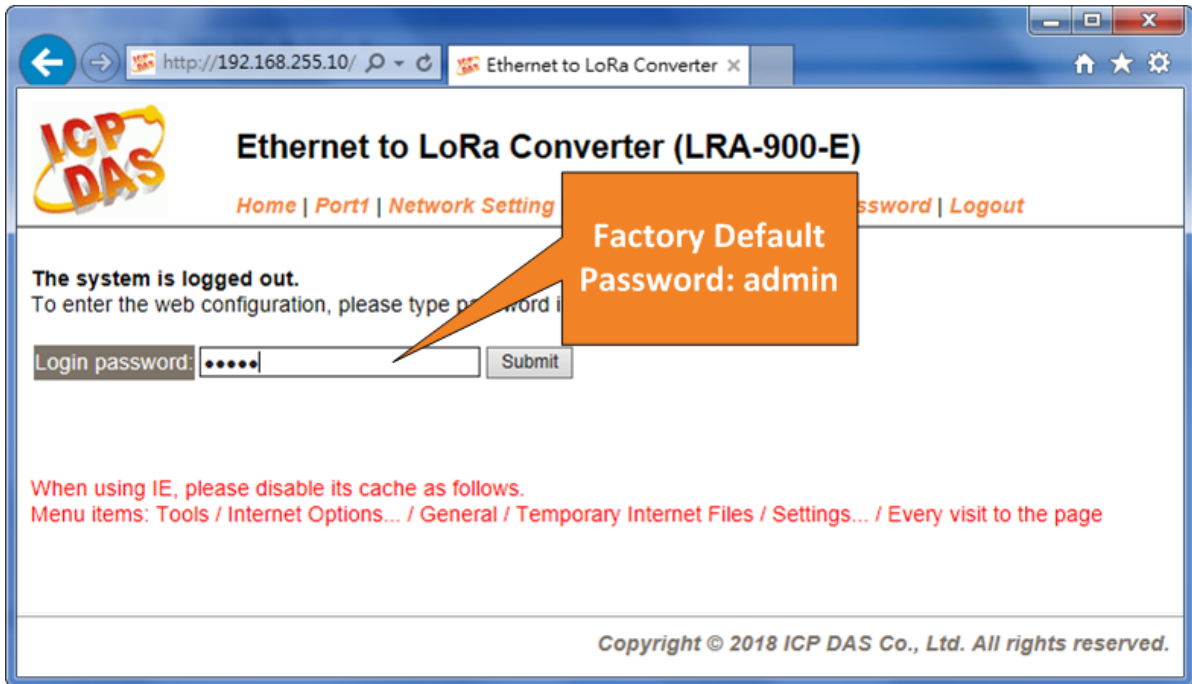 http://192.168.255.10/
Ethernet to LoRa Converter
ICP DAS
Ethernet to LoRa Converter (LRA-900-E)
Home | Port1 | Network Setting
ssword | Logout
Factory Default
Password: admin
The system is logged out.
To enter the web configuration, please type password i
Login password:
Submit
When using IE, please disable its cache as follows.
Menu items: Tools / Internet Options... / General / Temporary Internet Files / Settings... / Every visit to the page
Copyright © 2018 ICP DAS Co., Ltd. All rights reserved.